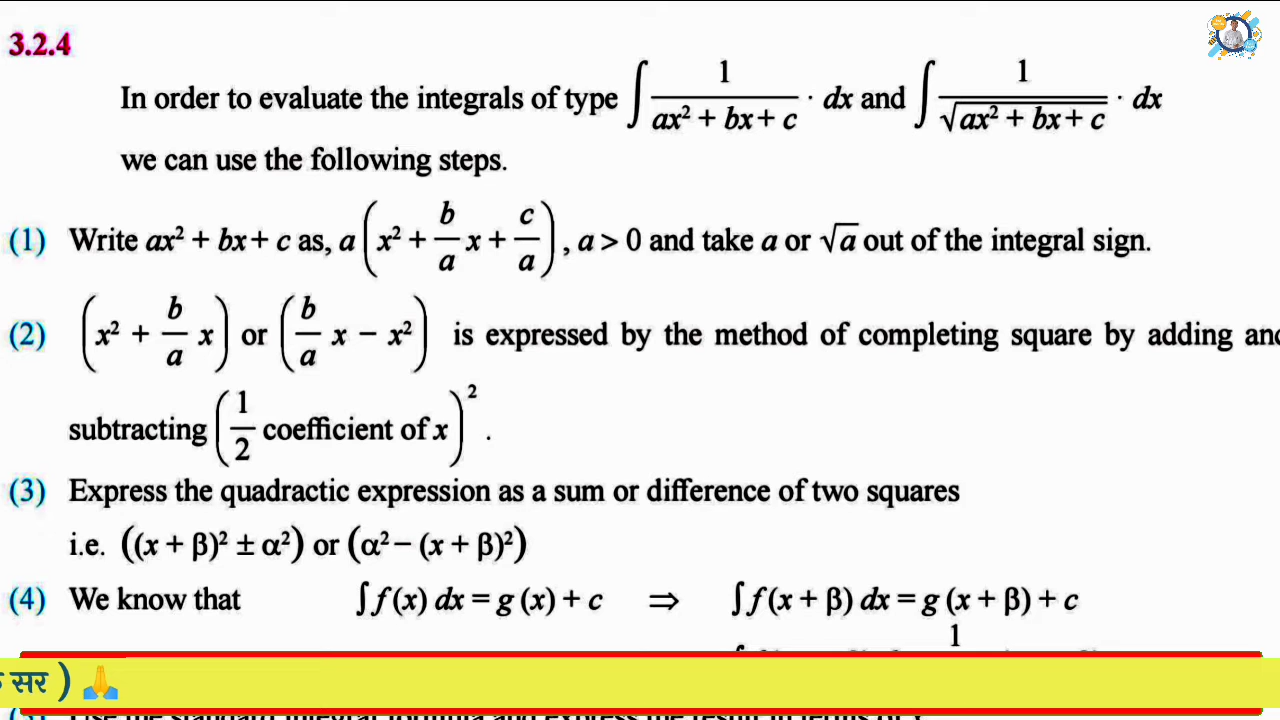 3.2.4
In order to evaluate the integrals of type ∫ 1/(ax² + bx + c) · dx and ∫ 1/√(ax² + bx + c) · dx
we can use the following steps.
(1) Write ax² + bx + c as, a(x² + b/a x + c/a), a > 0 and take a or √a out of the integral sign.
(2) (x² + b/a x) or (b/a x − x²) is expressed by the method of completing square by adding and
subtracting (1/2 coefficient of x)².
(3) Express the quadractic expression as a sum or difference of two squares
i.e. ((x + β)² ± α²) or (α² − (x + β)²)
(4) We know that ∫f(x) dx = g (x) + c ⇒ ∫f(x + β) dx = g (x + β) + c
1
सर ) 🙏